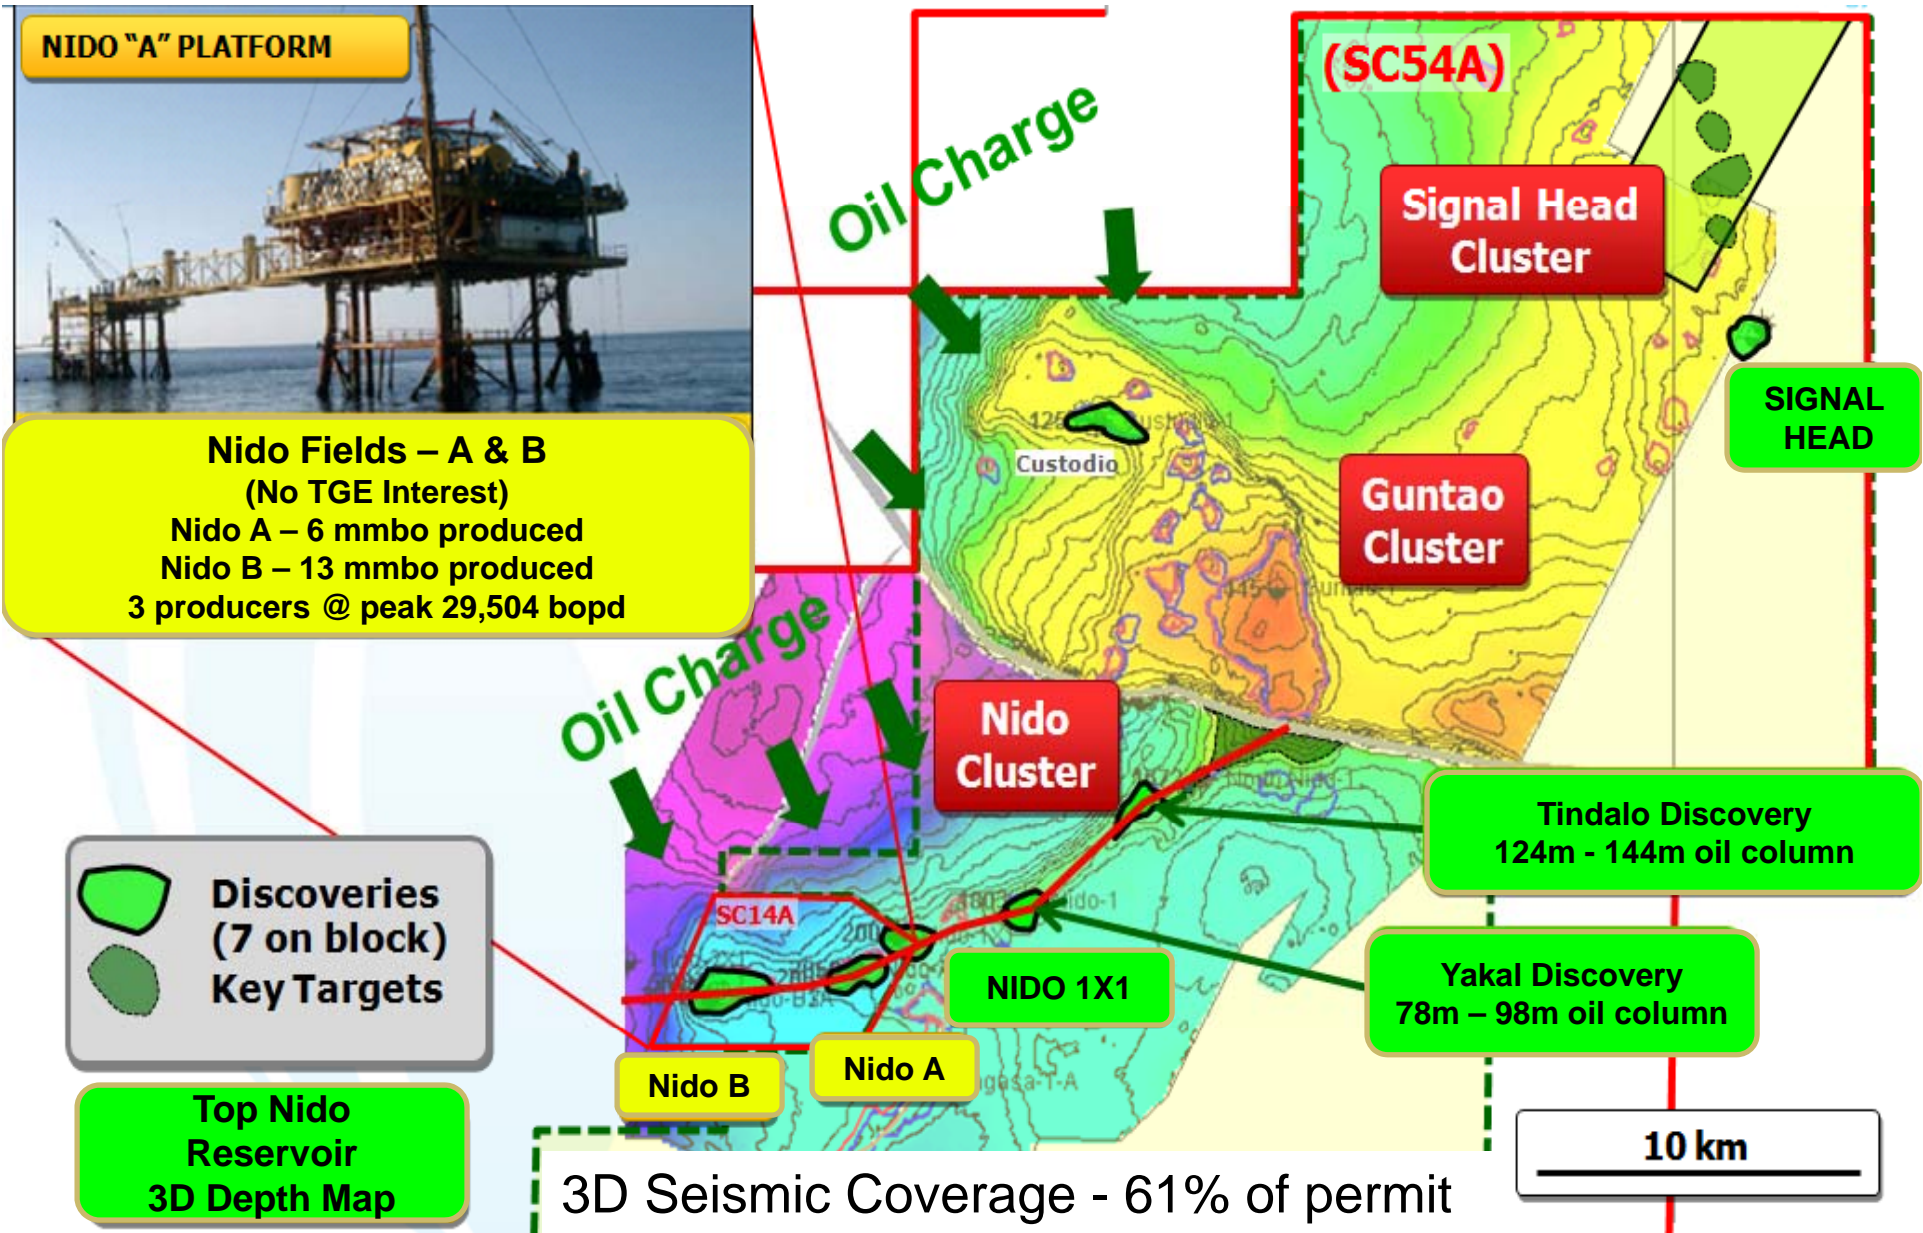 NIDO “A” PLATFORM
(SC54A)
Oil Charge
Signal Head
Cluster
SIGNAL
HEAD
Nido Fields – A & B
(No TGE Interest)
Nido A – 6 mmbo produced
Nido B – 13 mmbo produced
3 producers @ peak 29,504 bopd
Custodio
Guntao
Cluster
Oil Charge
Nido
Cluster
Tindalo Discovery
124m - 144m oil column
Discoveries
(7 on block)
Key Targets
SC14A
NIDO 1X1
Yakal Discovery
78m – 98m oil column
Nido B
Nido A
Top Nido
Reservoir
3D Depth Map
10 km
3D Seismic Coverage - 61% of permit